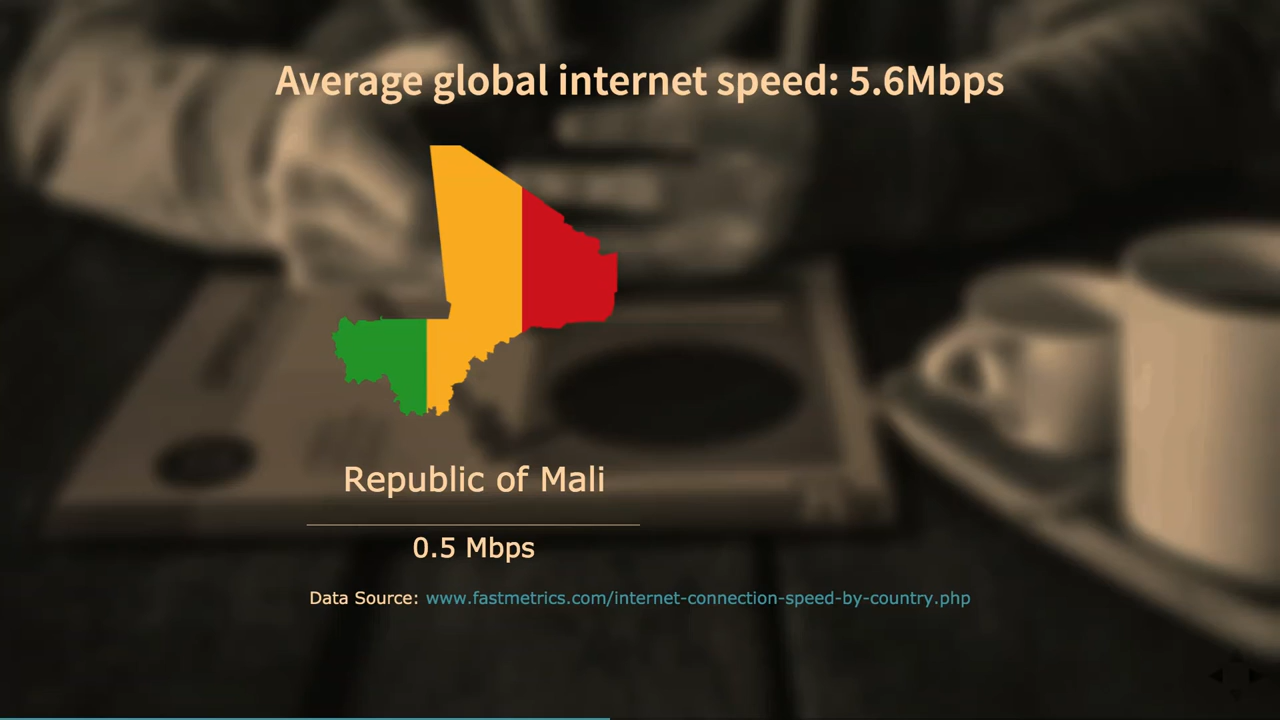 Average global internet speed: 5.6Mbps
Republic of Mali
0.5 Mbps
Data Source: www.fastmetrics.com/internet-connection-speed-by-country.php